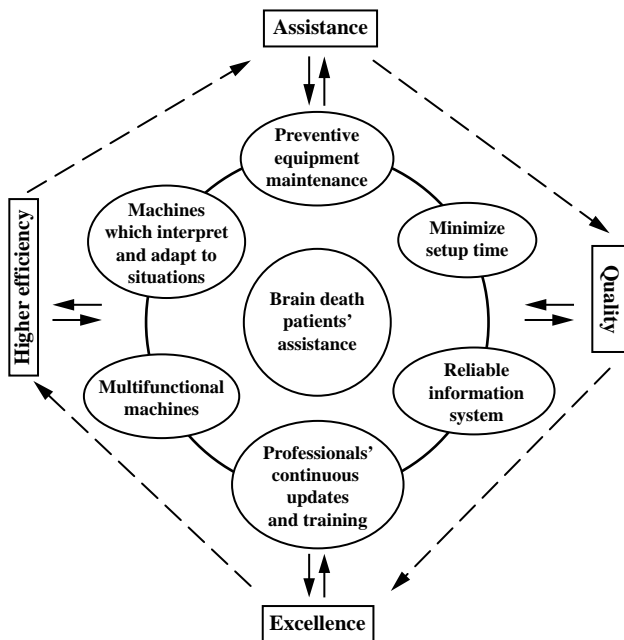 Assistance
Preventive
equipment
maintenance
Machines
which interpret
and adapt to
situations
Minimize
setup time
Higher efficiency
Quality
Brain death
patients’
assistance
Multifunctional
machines
Reliable
information
system
Professionals’
continuous
updates
and training
Excellence